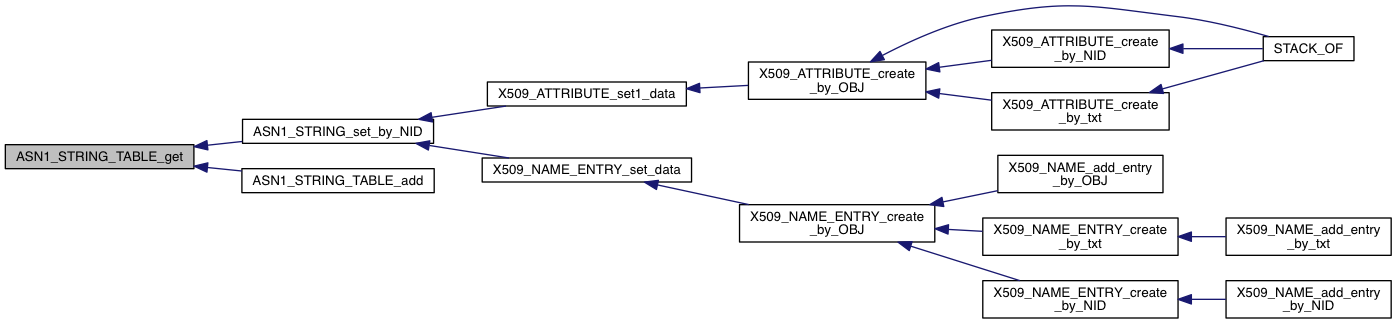 ASN1_STRING_TABLE_get
ASN1_STRING_set_by_NID
ASN1_STRING_TABLE_add
X509_ATTRIBUTE_set1_data
X509_NAME_ENTRY_set_data
X509_ATTRIBUTE_create
_by_OBJ
X509_NAME_ENTRY_create
_by_OBJ
X509_ATTRIBUTE_create
_by_NID
X509_ATTRIBUTE_create
_by_txt
X509_NAME_add_entry
_by_OBJ
X509_NAME_ENTRY_create
_by_txt
X509_NAME_ENTRY_create
_by_NID
STACK_OF
X509_NAME_add_entry
_by_txt
X509_NAME_add_entry
_by_NID